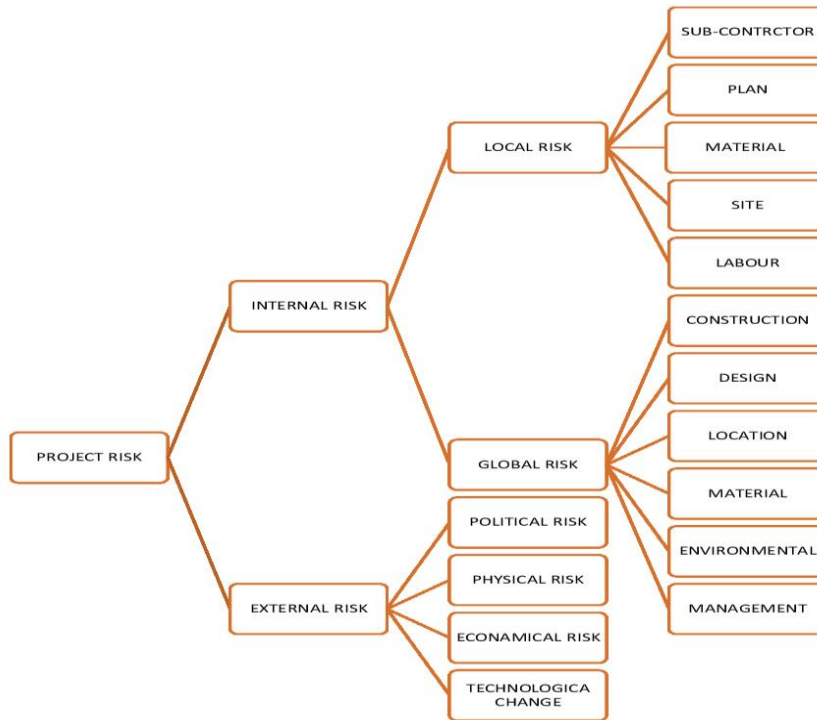 SUB-CONTRCTOR
PLAN
LOCAL RISK
MATERIAL
SITE
LABOUR
INTERNAL RISK
CONSTRUCTION
DESIGN
LOCATION
PROJECT RISK
GLOBAL RISK
MATERIAL
POLITICAL RISK
ENVIRONMENTAL
PHYSICAL RISK
EXTERNAL RISK
MANAGEMENT
ECONAMICAL RISK
TECHNOLOGICA
CHANGE